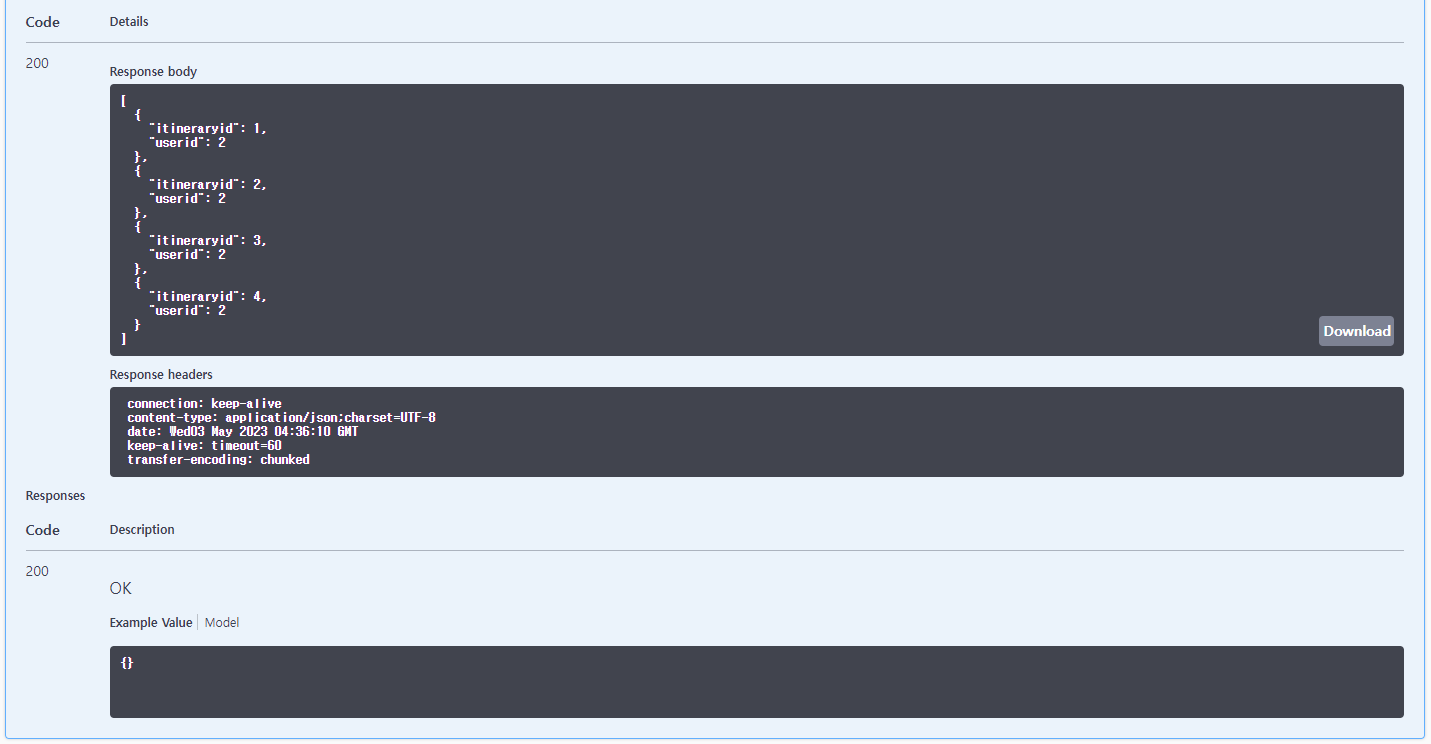 Code Details
200
Response body
[
  {
    "itineraryid": 1,
    "userid": 2
  },
  {
    "itineraryid": 2,
    "userid": 2
  },
  {
    "itineraryid": 3,
    "userid": 2
  },
  {
    "itineraryid": 4,
    "userid": 2
  }
]
Download
Response headers
connection: keep-alive
content-type: application/json;charset=UTF-8
date: Wed03 May 2023 04:36:10 GMT
keep-alive: timeout=60
transfer-encoding: chunked
Responses
Code Description
200
OK
Example Value Model
{}